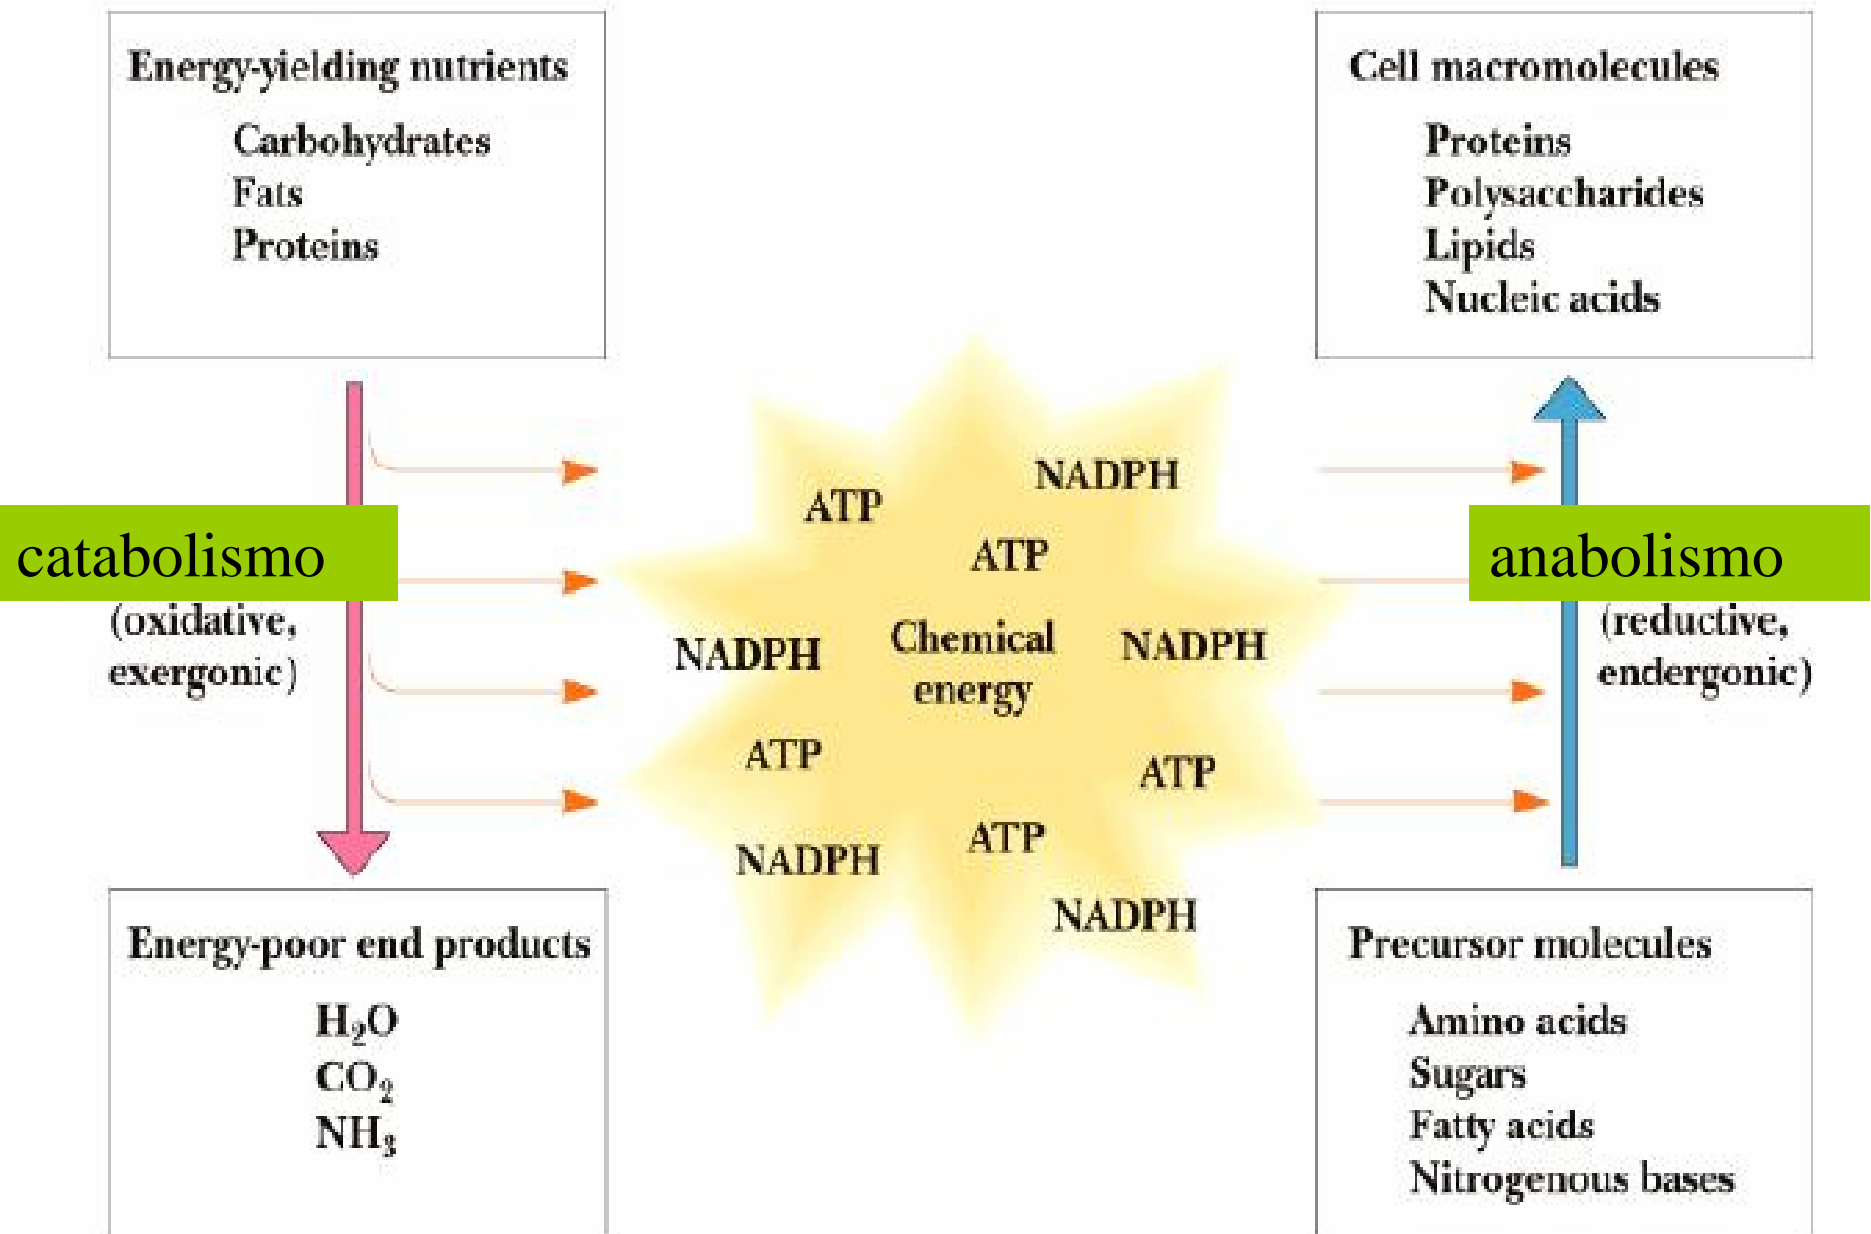 Energy-yielding nutrients
Carbohydrates
Fats
Proteins
Cell macromolecules
Proteins
Polysaccharides
Lipids
Nucleic acids
catabolismo
(oxidative,
exergonic)
ATP
NADPH
ATP
NADPH
Chemical
energy
NADPH
ATP
ATP
NADPH
ATP
NADPH
anabolismo
(reductive,
endergonic)
Energy-poor end products
H₂O
CO₂
NH₃
Precursor molecules
Amino acids
Sugars
Fatty acids
Nitrogenous bases